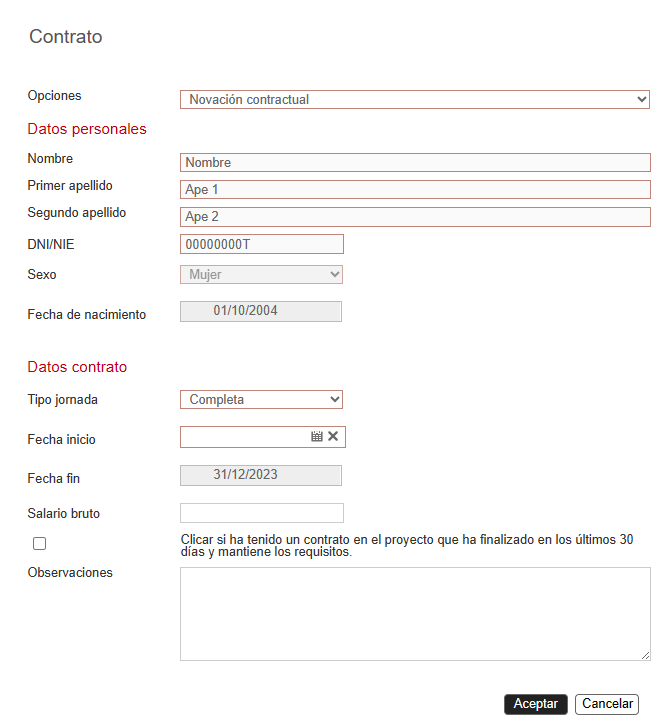 Contrato
Opciones
Novación contractual
Datos personales
Nombre
Nombre
Primer apellido
Ape 1
Segundo apellido
Ape 2
DNI/NIE
00000000T
Sexo
Mujer
Fecha de nacimiento
01/10/2004
Datos contrato
Tipo jornada
Completa
Fecha inicio
Fecha fin
31/12/2023
Salario bruto
Clicar si ha tenido un contrato en el proyecto que ha finalizado en los últimos 30
días y mantiene los requisitos.
Observaciones
Aceptar
Cancelar